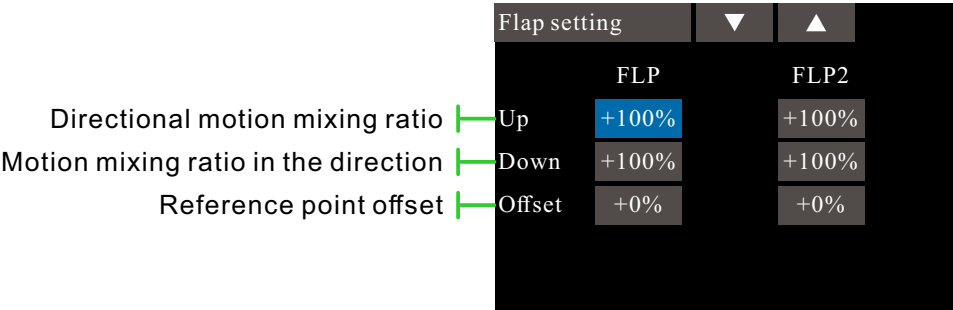 Flap setting ▼ ▲
FLP FLP2
Directional motion mixing ratio Up +100% +100%
Motion mixing ratio in the direction Down +100% +100%
Reference point offset Offset +0% +0%